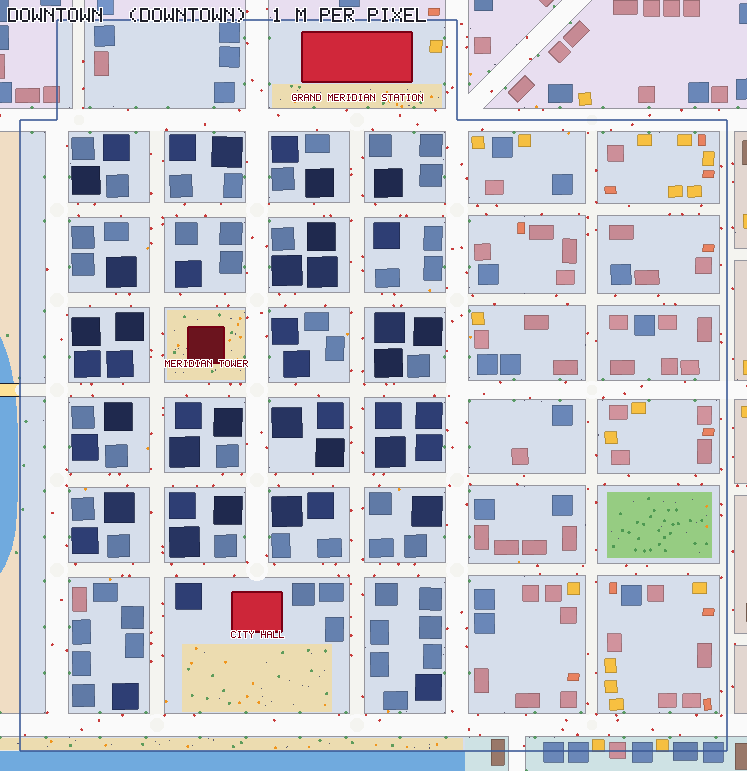 DOWNTOWN (DOWNTOWN) 1 M PER PIXEL
GRAND MERIDIAN STATION
MERIDIAN TOWER
CITY HALL